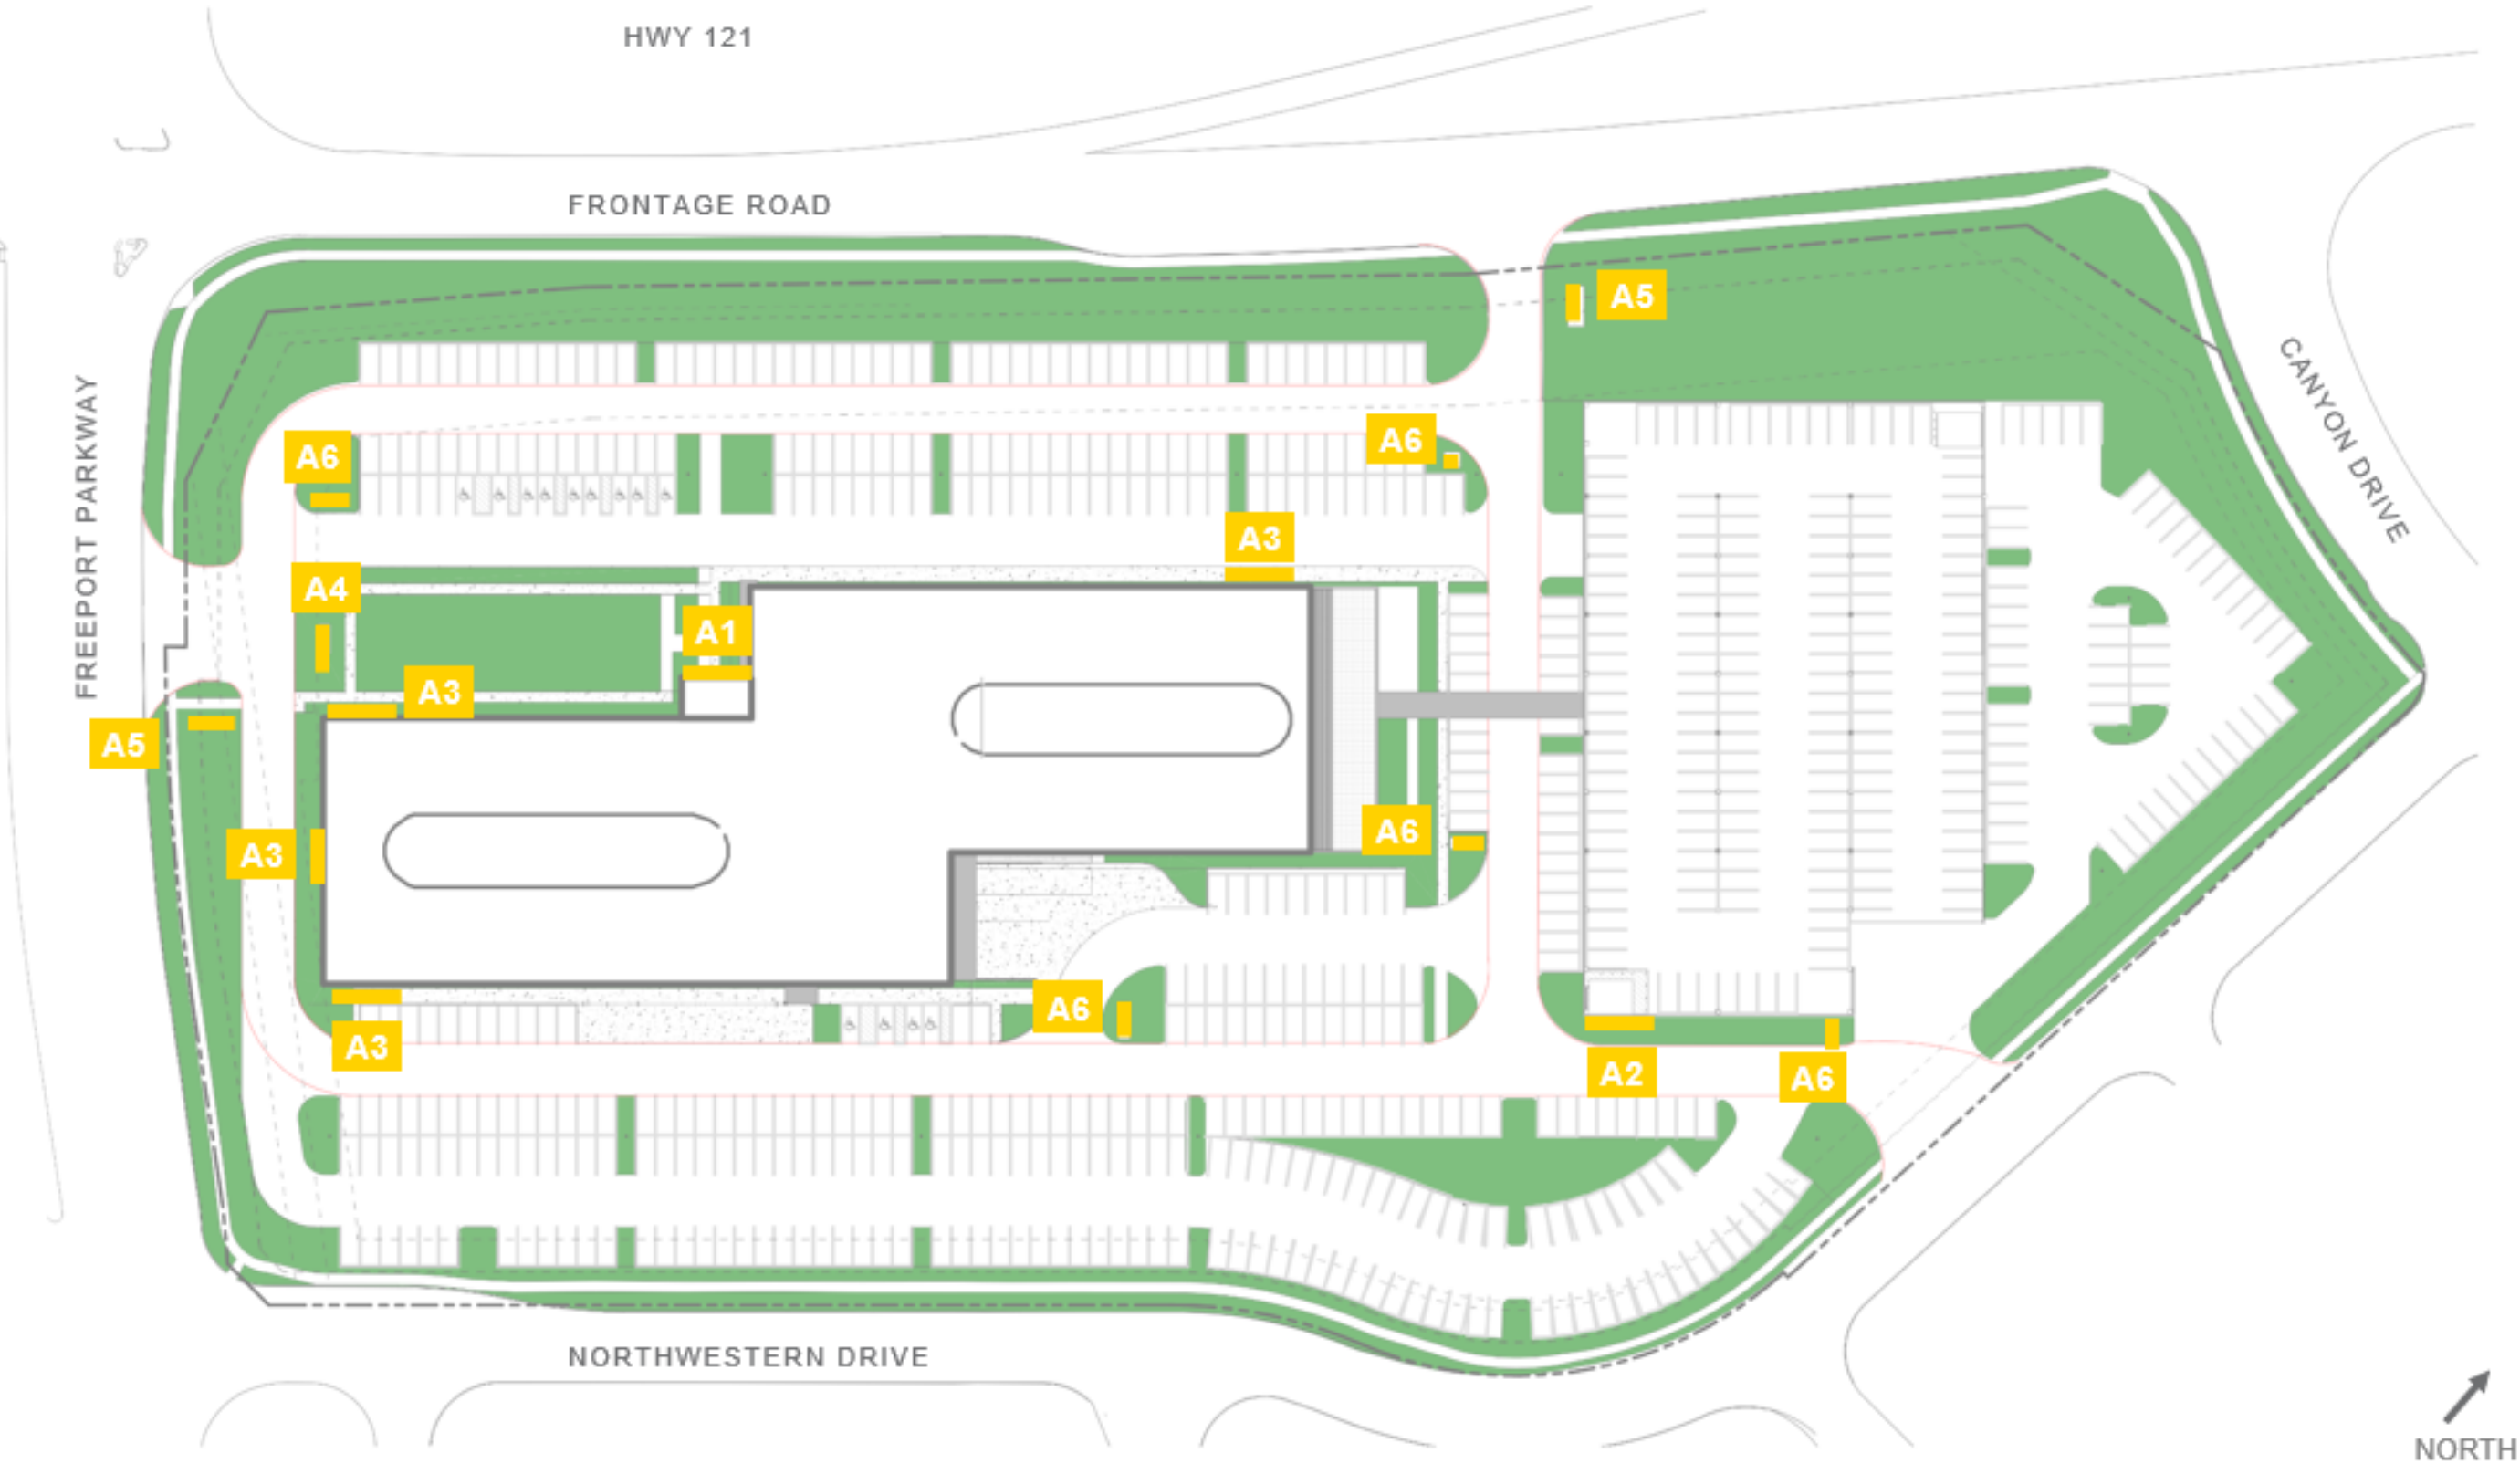 HWY 121
FRONTAGE ROAD
A5
CANYON DRIVE
FREEPORT PARKWAY
A6
A6
A3
A4
A1
A3
A5
A6
A3
A6
A3
A2
A6
NORTHWESTERN DRIVE
NORTH